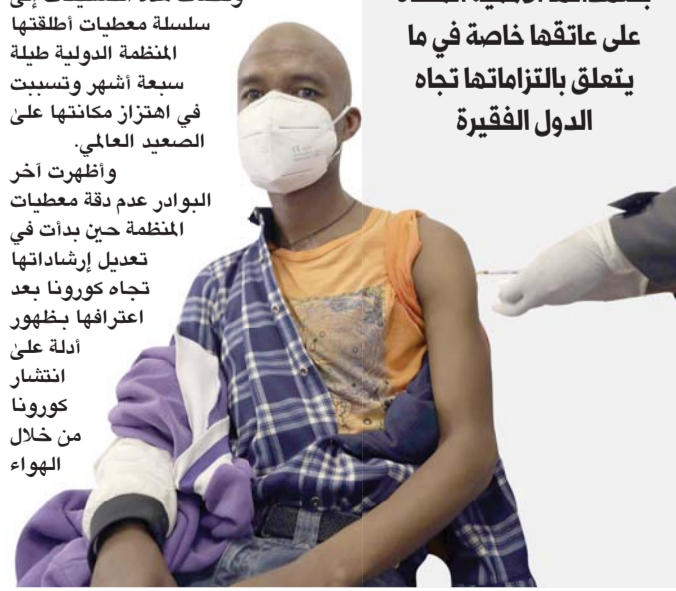 على عاتقها خاصة في ما
يتعلق بالتزاماتها تجاه
الدول الفقيرة
سلسلة معطيات أطلقتها
المنظمة الدولية طيلة
سبعة أشهر وتسببت
في اهتزاز مكانتها على
الصعيد العالمي.
وأظهرت آخر
البوادر عدم دقة معطيات
المنظمة حين بدأت في
تعديل إرشاداتها
تجاه كورونا بعد
اعترافها بظهور
أدلة على
انتشار
كورونا
من خلال
الهواء